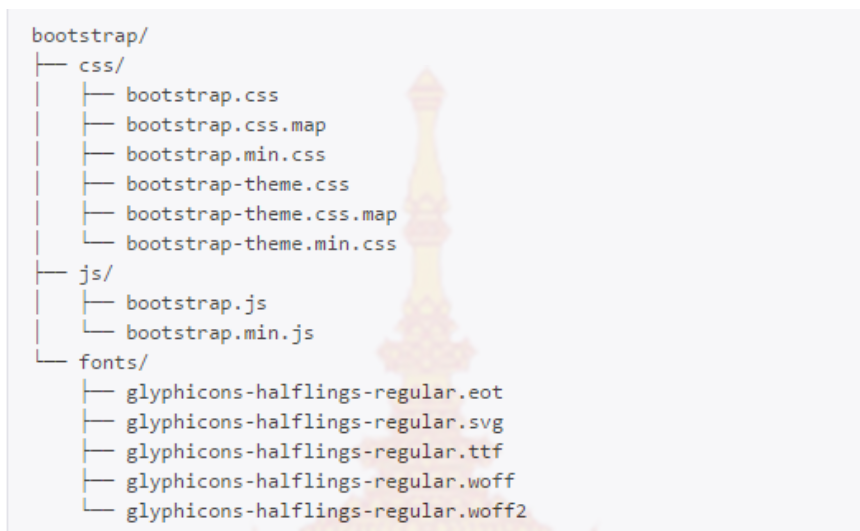 bootstrap/
├── css/
│   ├── bootstrap.css
│   ├── bootstrap.css.map
│   ├── bootstrap.min.css
│   ├── bootstrap-theme.css
│   ├── bootstrap-theme.css.map
│   └── bootstrap-theme.min.css
├── js/
│   ├── bootstrap.js
│   └── bootstrap.min.js
└── fonts/
    ├── glyphicons-halflings-regular.eot
    ├── glyphicons-halflings-regular.svg
    ├── glyphicons-halflings-regular.ttf
    ├── glyphicons-halflings-regular.woff
    └── glyphicons-halflings-regular.woff2